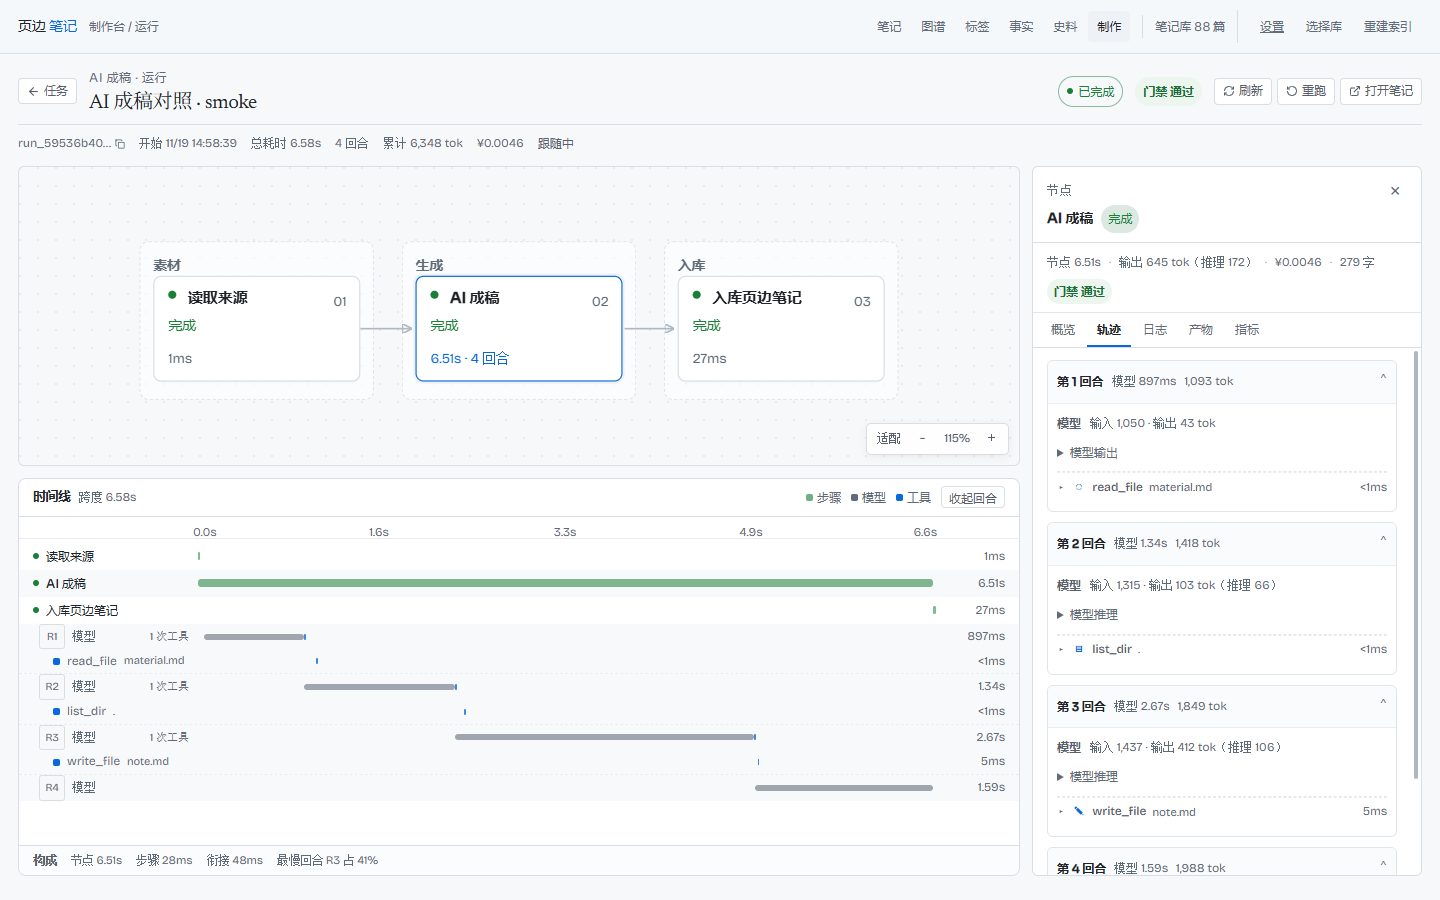 页边 笔记 制作台 / 运行 笔记 图谱 标签 事实 史料 制作 笔记库 88 篇 设置 选择库 重建索引
← 任务
AI 成稿 · 运行
AI 成稿对照 · smoke
已完成 门禁 通过 刷新 重跑 打开笔记
run_59536b40... 开始 11/19 14:58:39 总耗时 6.58s 4 回合 累计 6,348 tok ¥0.0046 跟随中
素材
读取来源 01
完成
1ms
生成
AI 成稿 02
完成
6.51s · 4 回合
入库
入库页边笔记 03
完成
27ms
适配 - 115% +
时间线 跨度 6.58s 步骤 模型 工具 收起回合
0.0s 1.6s 3.3s 4.9s 6.6s
读取来源 1ms
AI 成稿 6.51s
入库页边笔记 27ms
R1 模型 1 次工具 897ms
read_file material.md <1ms
R2 模型 1 次工具 1.34s
list_dir . <1ms
R3 模型 1 次工具 2.67s
write_file note.md 5ms
R4 模型 1.59s
构成 节点 6.51s 步骤 28ms 衔接 48ms 最慢回合 R3 占 41%
节点 ×
AI 成稿 完成
节点 6.51s · 输出 645 tok（推理 172） · ¥0.0046 · 279 字
门禁 通过
概览 轨迹 日志 产物 指标
第 1 回合 模型 897ms 1,093 tok ^
模型 输入 1,050 · 输出 43 tok
▶ 模型输出
▸ read_file material.md <1ms
第 2 回合 模型 1.34s 1,418 tok ^
模型 输入 1,315 · 输出 103 tok（推理 66）
▶ 模型推理
▸ list_dir . <1ms
第 3 回合 模型 2.67s 1,849 tok ^
模型 输入 1,437 · 输出 412 tok（推理 106）
▶ 模型推理
▸ write_file note.md 5ms
第 4 回合 模型 1.59s 1,988 tok ^